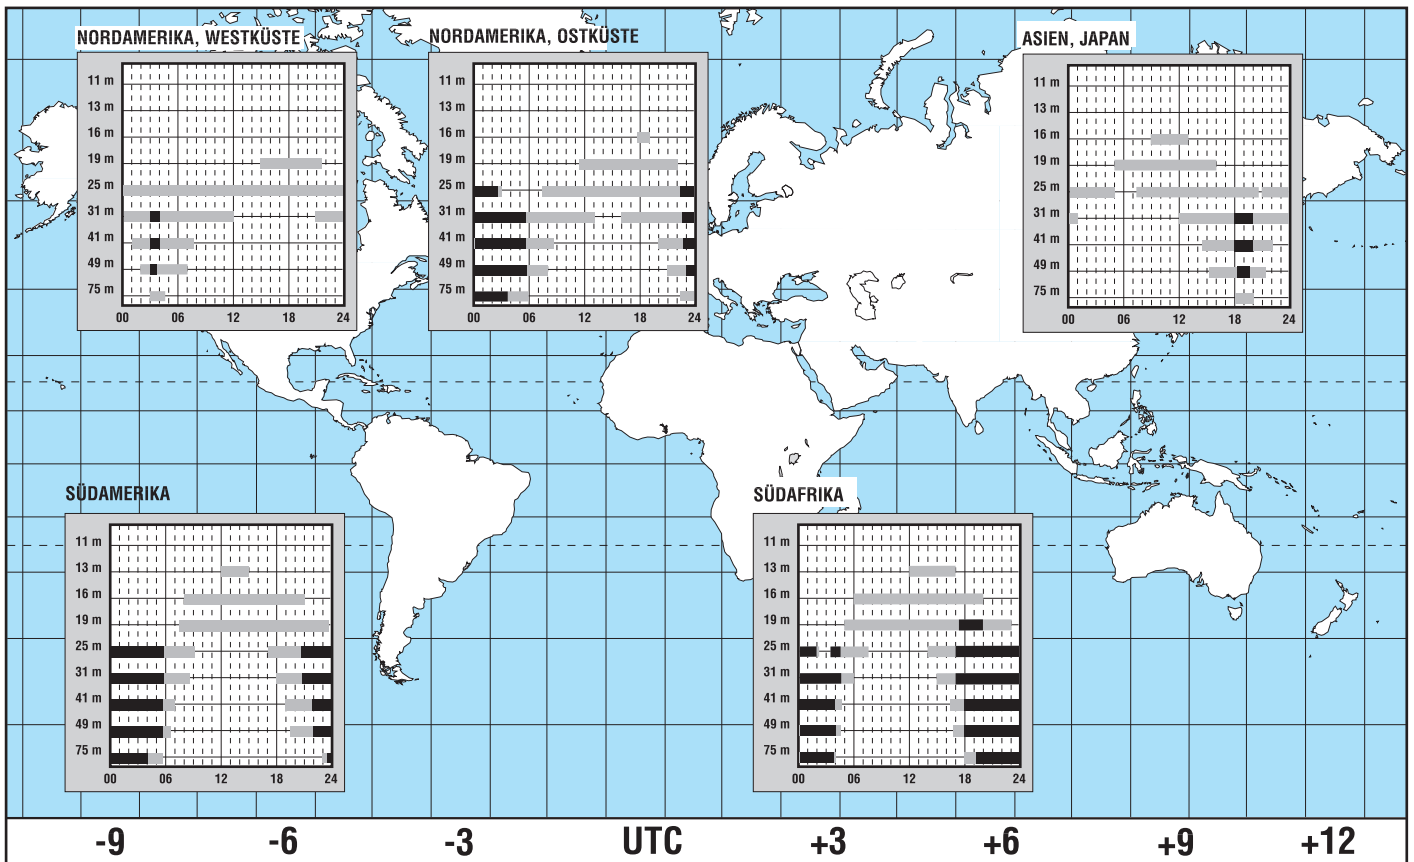 NORDAMERIKA, WESTKÜSTE
11 m
13 m
16 m
19 m
25 m
31 m
41 m
49 m
75 m
00 06 12 18 24
NORDAMERIKA, OSTKÜSTE
11 m
13 m
16 m
19 m
25 m
31 m
41 m
49 m
75 m
00 06 12 18 24
ASIEN, JAPAN
11 m
13 m
16 m
19 m
25 m
31 m
41 m
49 m
75 m
00 06 12 18 24
SÜDAMERIKA
11 m
13 m
16 m
19 m
25 m
31 m
41 m
49 m
75 m
00 06 12 18 24
SÜDAFRIKA
11 m
13 m
16 m
19 m
25 m
31 m
41 m
49 m
75 m
00 06 12 18 24
-9 -6 -3 UTC +3 +6 +9 +12